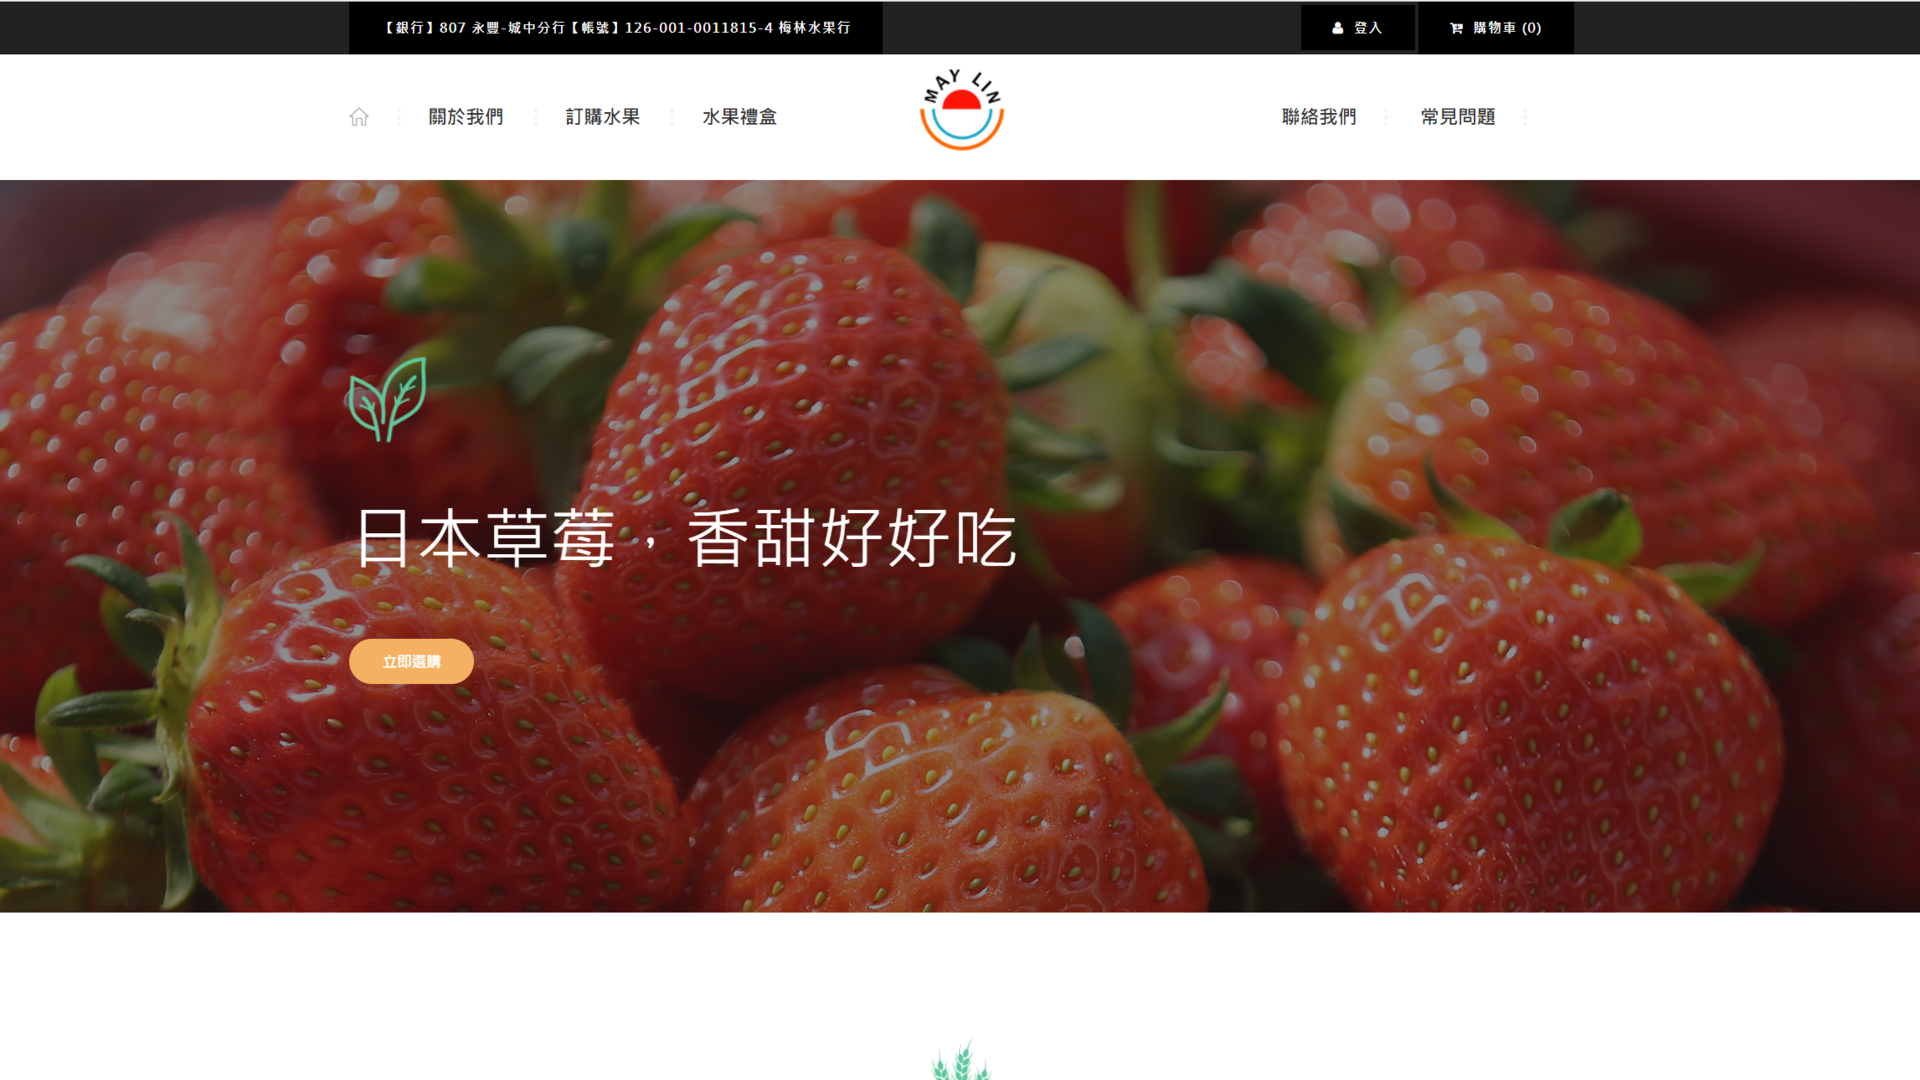 【銀行】807 永豐-城中分行【帳號】126-001-0011815-4 梅林水果行
登入
購物車 (0)
關於我們
訂購水果
水果禮盒
MAY LIN
聯絡我們
常見問題
日本草莓，香甜好好吃
立即選購